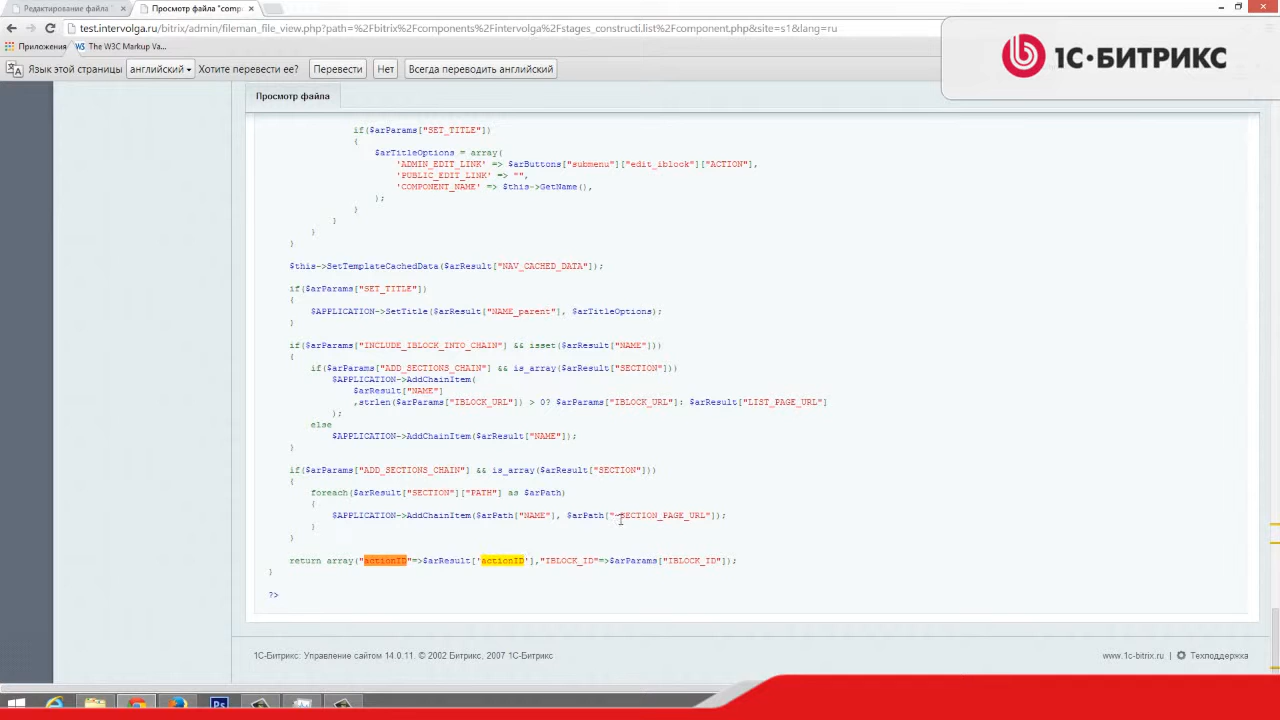 Редактирование файла "
Просмотр файла "comp
test.intervolga.ru/bitrix/admin/fileman_file_view.php?path=%2Fbitrix%2Fcomponents%2Fintervolga%2Fstages_constructi.list%2Fcomponent.php&site=s1&lang=ru
Приложения
The W3C Markup Va...
Язык этой страницы английский Хотите перевести ее? Перевести Нет Всегда переводить английский
1С·БИТРИКС
Просмотр файла
if($arParams["SET_TITLE"])
{
$arTitleOptions = array(
'ADMIN_EDIT_LINK' => $arButtons["submenu"]["edit_iblock"]["ACTION"],
'PUBLIC_EDIT_LINK' => "",
'COMPONENT_NAME' => $this->GetName(),
);
}
}
}
}
$this->SetTemplateCachedData($arResult["NAV_CACHED_DATA"]);
if($arParams["SET_TITLE"])
{
$APPLICATION->SetTitle($arResult["NAME_parent"], $arTitleOptions);
}
if($arParams["INCLUDE_IBLOCK_INTO_CHAIN"] && isset($arResult["NAME"]))
{
if($arParams["ADD_SECTIONS_CHAIN"] && is_array($arResult["SECTION"]))
$APPLICATION->AddChainItem(
$arResult["NAME"]
,strlen($arParams["IBLOCK_URL"]) > 0? $arParams["IBLOCK_URL"]: $arResult["LIST_PAGE_URL"]
);
else
$APPLICATION->AddChainItem($arResult["NAME"]);
}
if($arParams["ADD_SECTIONS_CHAIN"] && is_array($arResult["SECTION"]))
{
foreach($arResult["SECTION"]["PATH"] as $arPath)
{
$APPLICATION->AddChainItem($arPath["NAME"], $arPath["~SECTION_PAGE_URL"]);
}
}
return array("actionID"=>$arResult['actionID'],"IBLOCK_ID"=>$arParams["IBLOCK_ID"]);
}
?>
1С-Битрикс: Управление сайтом 14.0.11. © 2002 Битрикс, 2007 1С-Битрикс
www.1c-bitrix.ru | Техподдержка